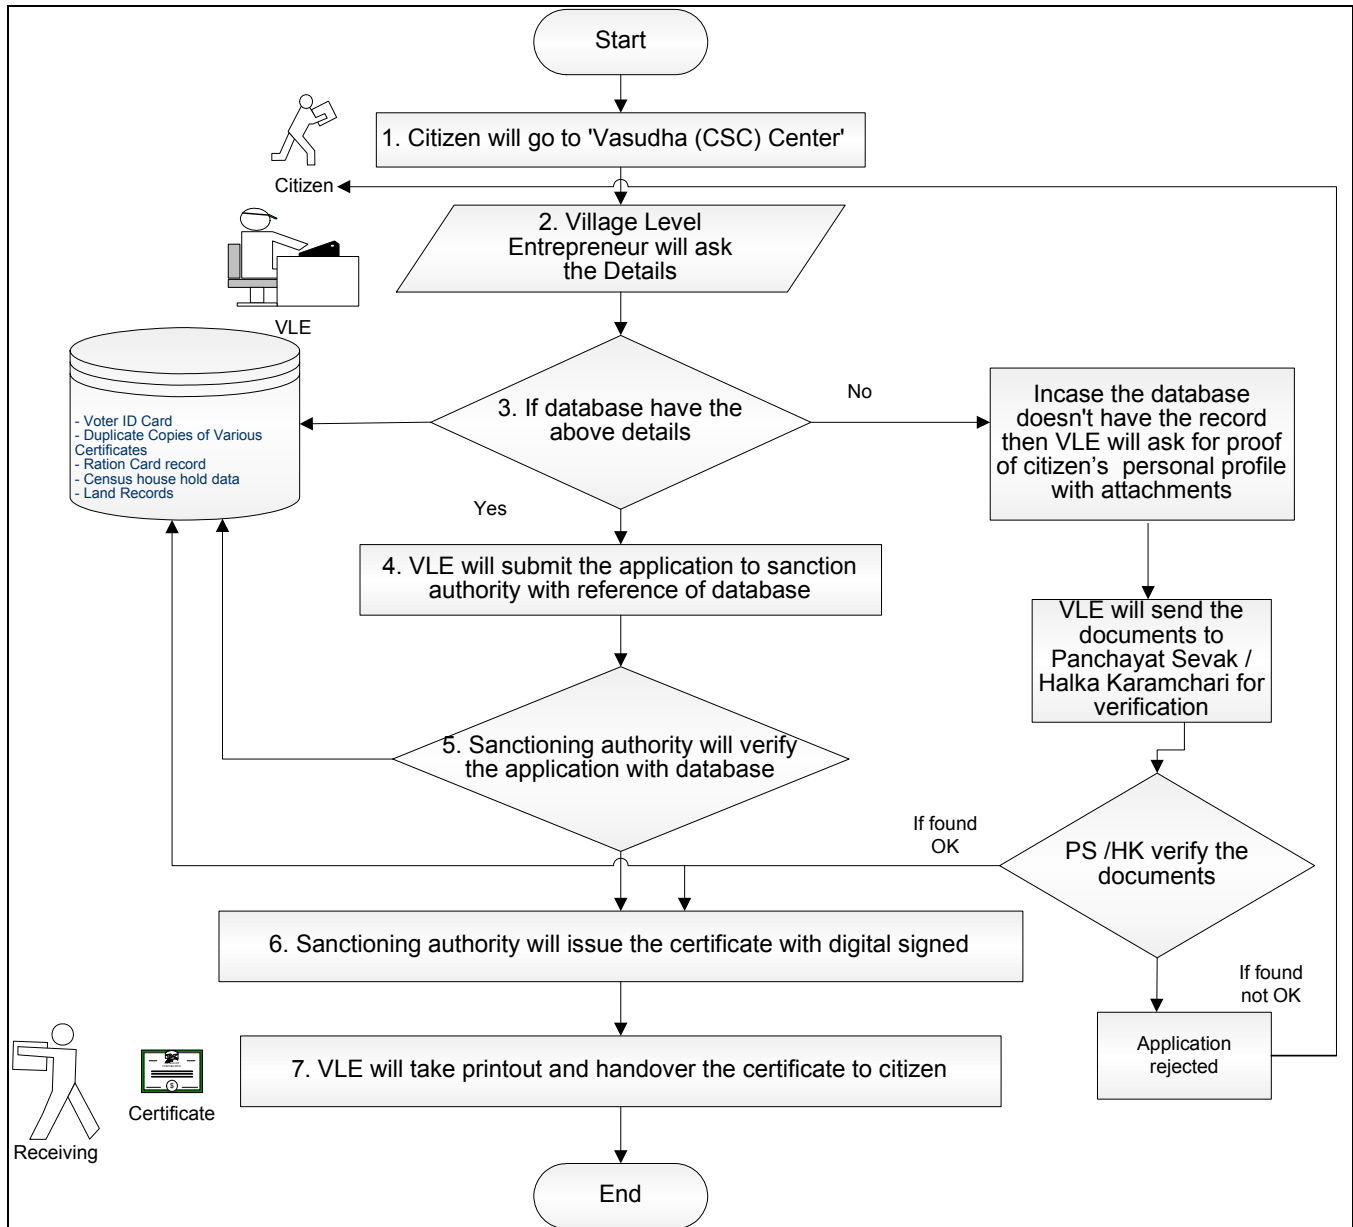 Start
1. Citizen will go to 'Vasudha (CSC) Center'
Citizen
2. Village Level
Entrepreneur will ask
the Details
VLE
3. If database have the
above details
No
Yes
Incase the database
doesn't have the record
then VLE will ask for proof
of citizen's personal profile
with attachments
- Voter ID Card
- Duplicate Copies of Various
Certificates
- Ration Card record
- Census house hold data
- Land Records
4. VLE will submit the application to sanction
authority with reference of database
VLE will send the
documents to
Panchayat Sevak /
Halka Karamchari for
verification
5. Sanctioning authority will verify
the application with database
If found
OK
PS /HK verify the
documents
6. Sanctioning authority will issue the certificate with digital signed
If found
not OK
Application
rejected
7. VLE will take printout and handover the certificate to citizen
Certificate
Receiving
End